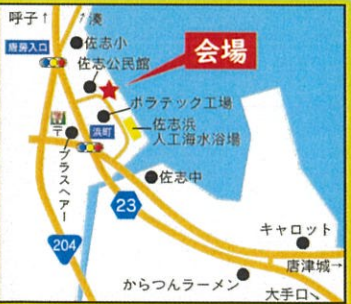 呼子↑
↗湊
唐房入口
佐志小
佐志公民館
会場
ポラテック工場
7
〒
浜町
佐志浜
人工海水浴場
プラスヘアー
佐志中
23
204
キャロット
唐津城→
からつんラーメン
大手口↘